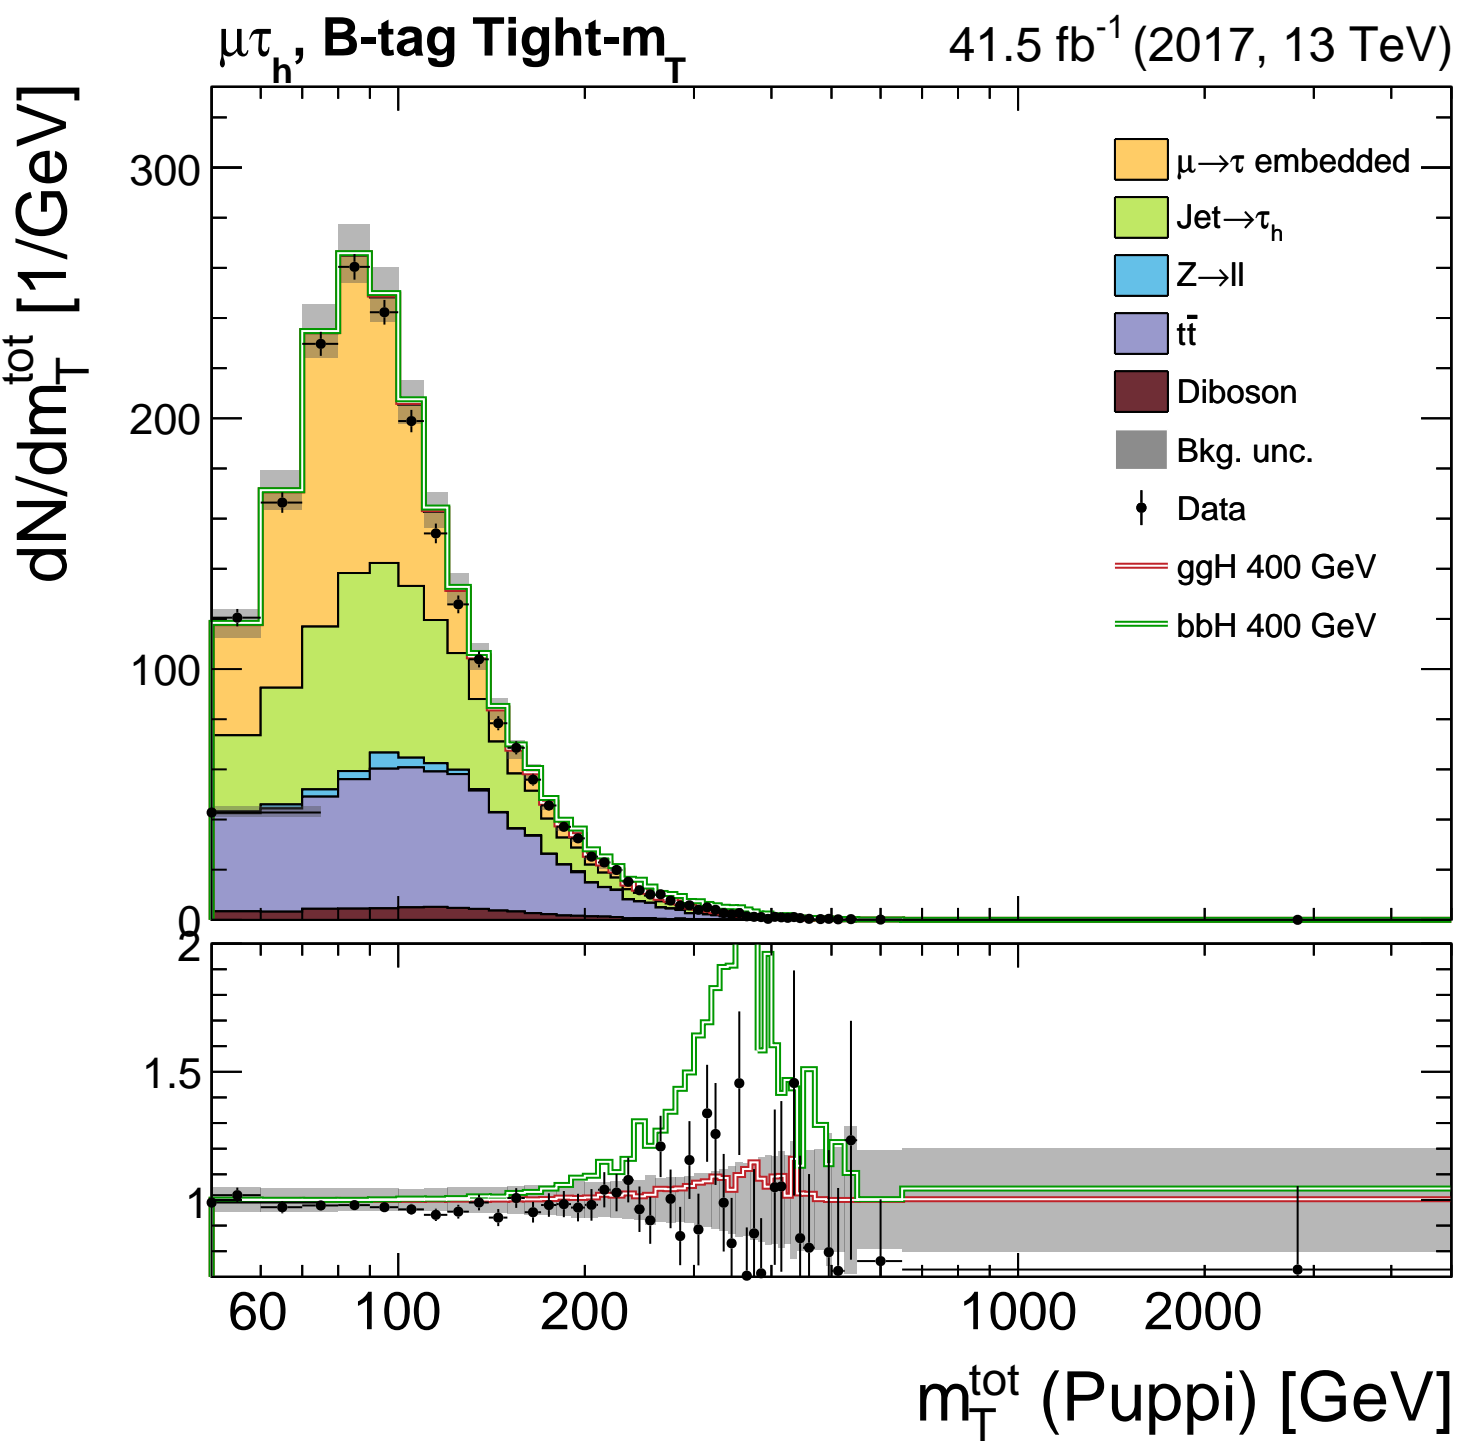 μτh, B-tag Tight-mT
41.5 fb-1 (2017, 13 TeV)
dN/dmTtot [1/GeV]
300
200
100
0
μ→τ embedded
Jet→τh
Z→ll
tt̄
Diboson
Bkg. unc.
Data
ggH 400 GeV
bbH 400 GeV
2
1.5
1
60 100 200 1000 2000
mTtot (Puppi) [GeV]